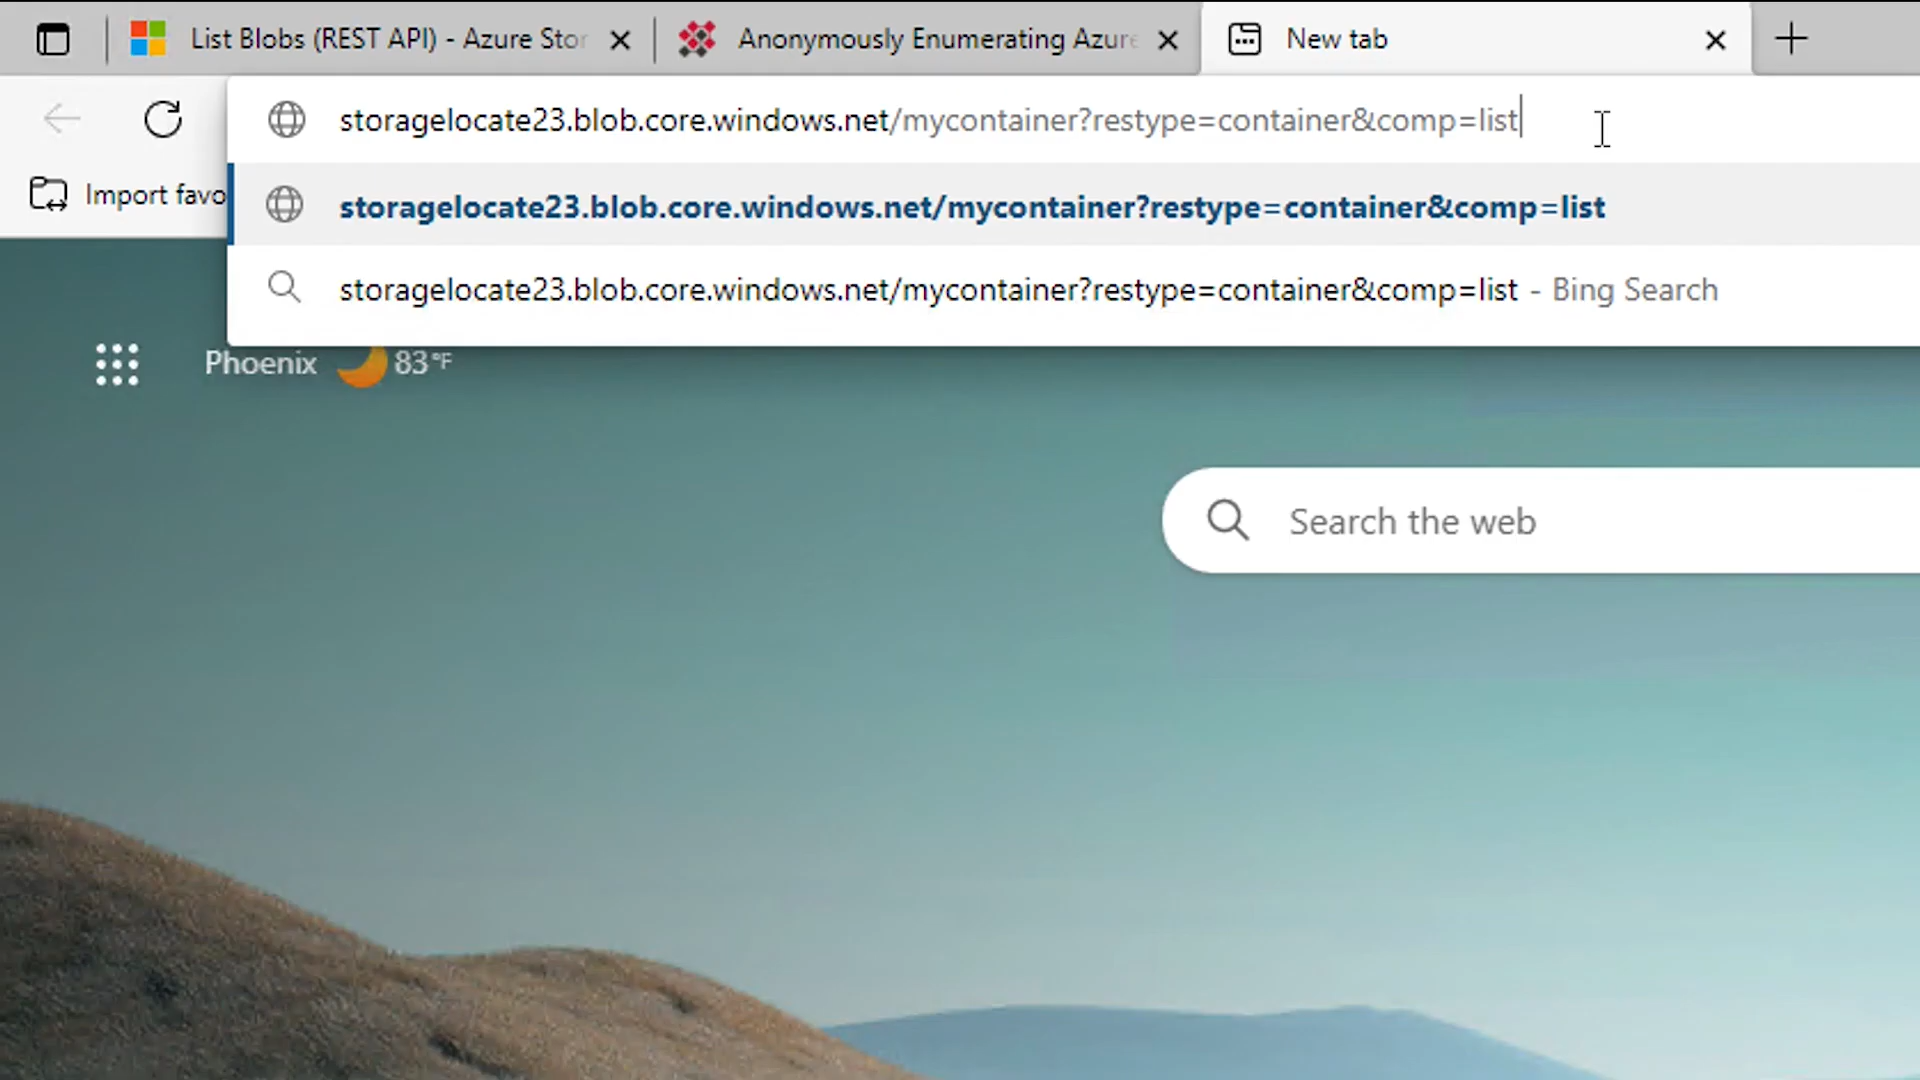 List Blobs (REST API) - Azure Stor
Anonymously Enumerating Azure
New tab
storagelocate23.blob.core.windows.net/mycontainer?restype=container&comp=list
Import favo
storagelocate23.blob.core.windows.net/mycontainer?restype=container&comp=list
storagelocate23.blob.core.windows.net/mycontainer?restype=container&comp=list - Bing Search
Phoenix 83°F
Search the web